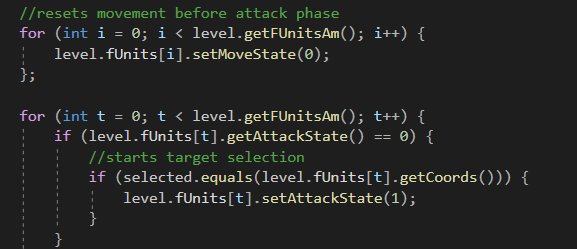 //resets movement before attack phase
for (int i = 0; i < level.getFUnitsAm(); i++) {
    level.fUnits[i].setMoveState(0);
};

for (int t = 0; t < level.getFUnitsAm(); t++) {
    if (level.fUnits[t].getAttackState() == 0) {
        //starts target selection
        if (selected.equals(level.fUnits[t].getCoords())) {
            level.fUnits[t].setAttackState(1);
        }
    }